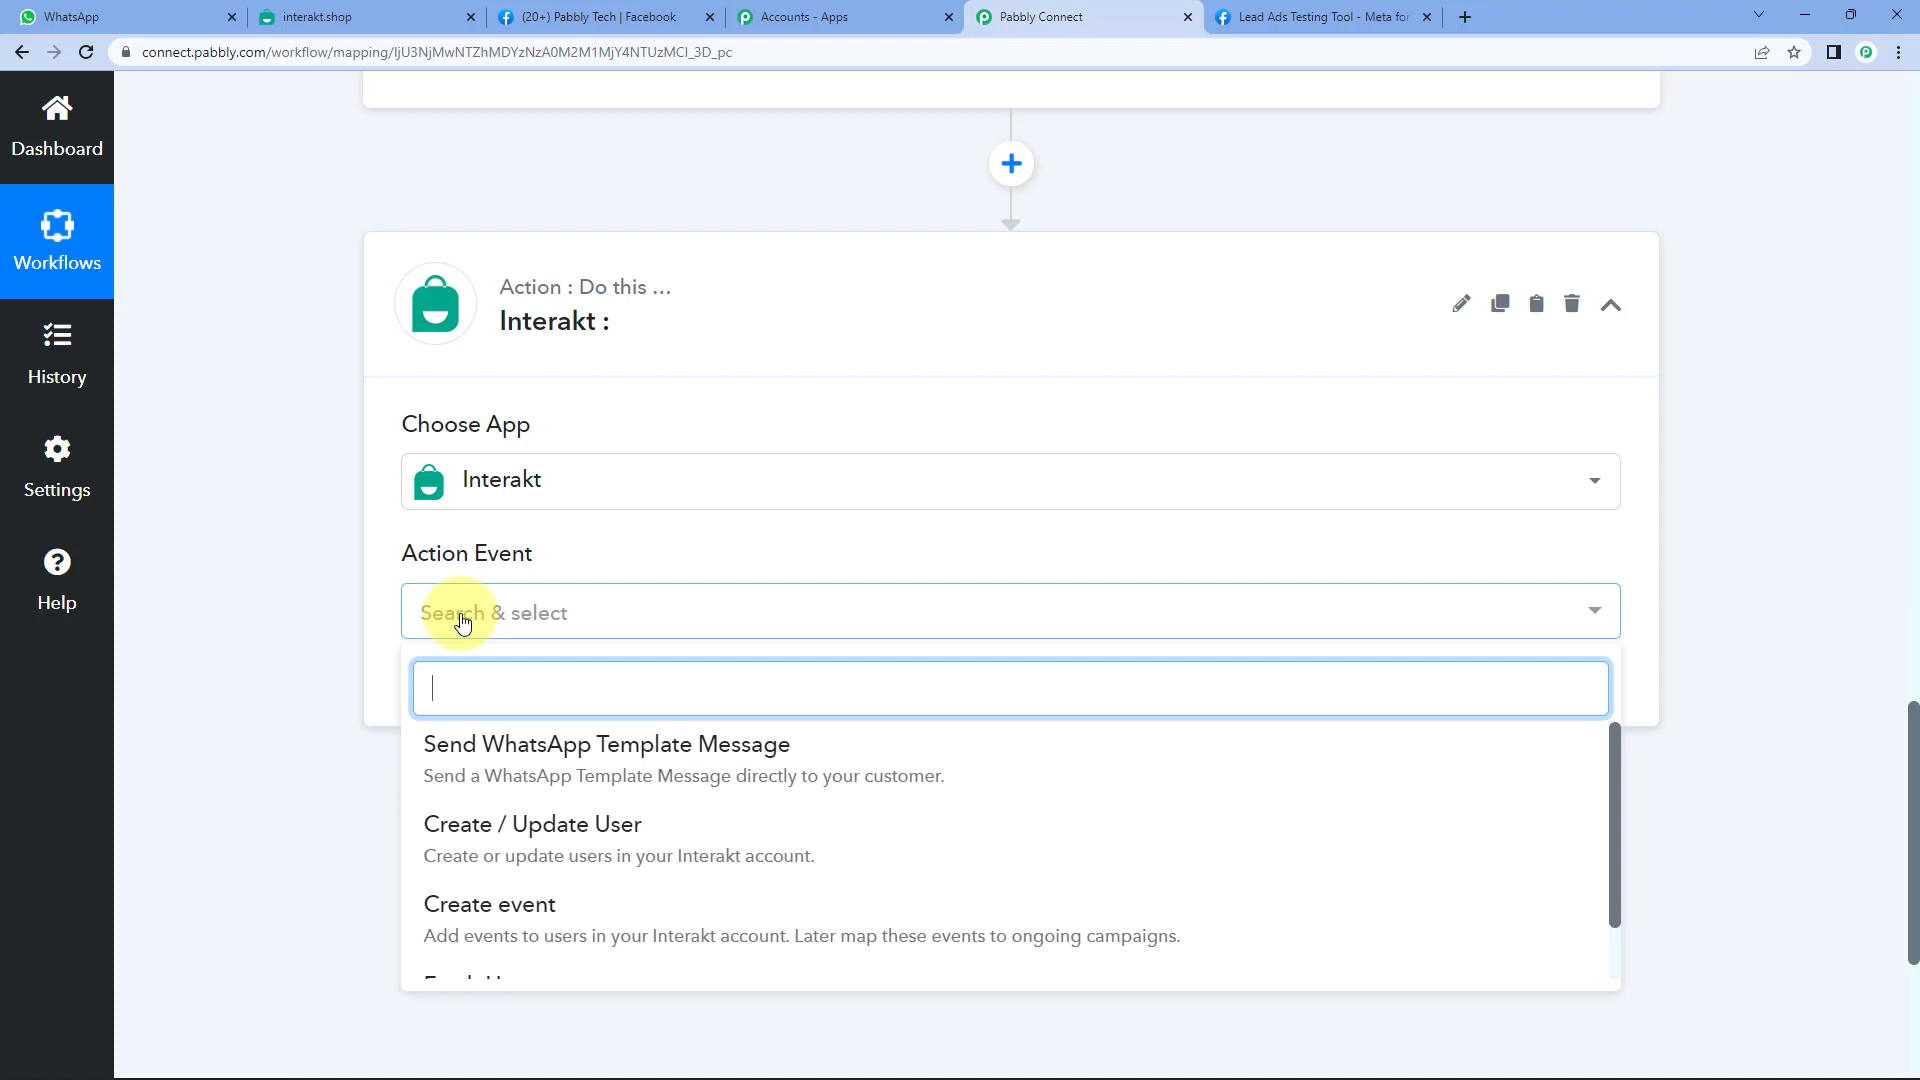 WhatsApp
interakt.shop
(20+) Pabbly Tech | Facebook
Accounts - Apps
Pabbly Connect
Lead Ads Testing Tool - Meta for
connect.pabbly.com/workflow/mapping/IjU3NjMwNTZhMDYzNzA0M2M1MjY4NTUzMCI_3D_pc
Dashboard
Workflows
History
Settings
Help
Action : Do this ...
Interakt :
Choose App
Interakt
Action Event
Search & select
Send WhatsApp Template Message
Send a WhatsApp Template Message directly to your customer.
Create / Update User
Create or update users in your Interakt account.
Create event
Add events to users in your Interakt account. Later map these events to ongoing campaigns.